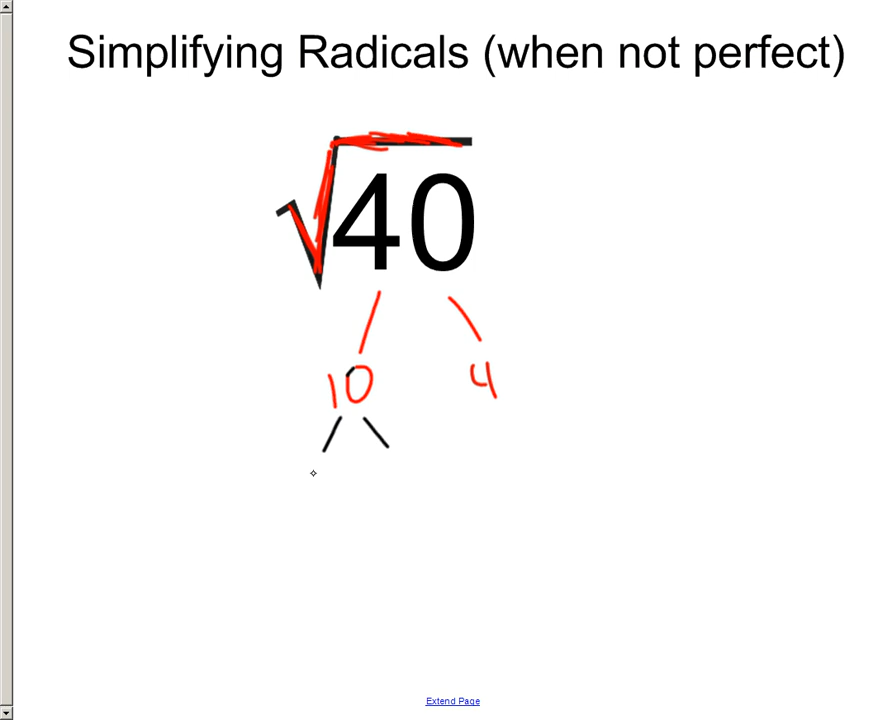 Simplifying Radicals (when not perfect)
√40
10 4
Extend Page